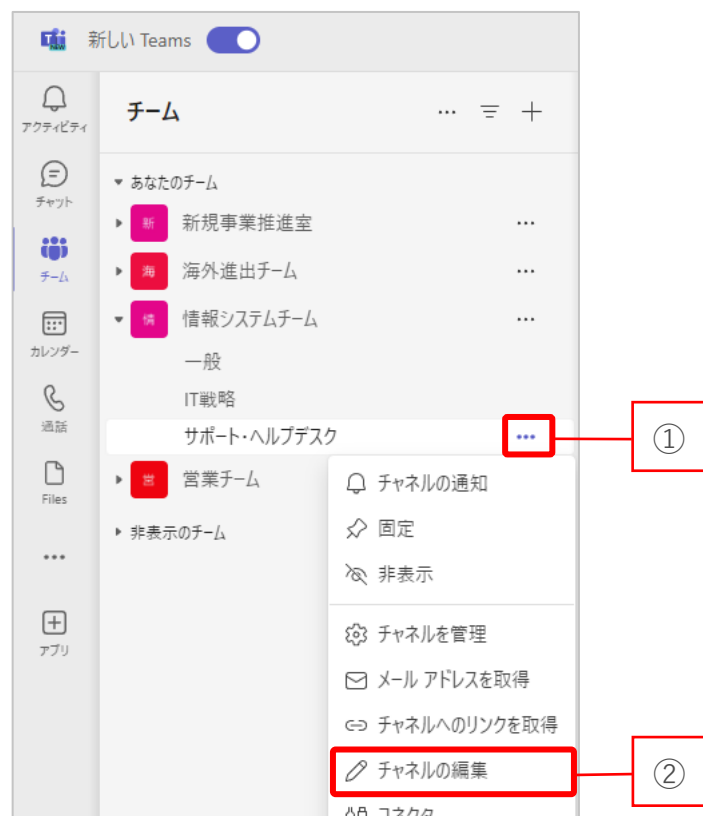 新しい Teams
アクティビティ
チーム
あなたのチーム
チャット
新 新規事業推進室
海 海外進出チーム
チーム
情 情報システムチーム
カレンダー
一般
IT戦略
通話
サポート・ヘルプデスク
①
営 営業チーム
チャネルの通知
Files
固定
非表示のチーム
非表示
チャネルを管理
アプリ
メール アドレスを取得
チャネルへのリンクを取得
チャネルの編集
②
コネクタ